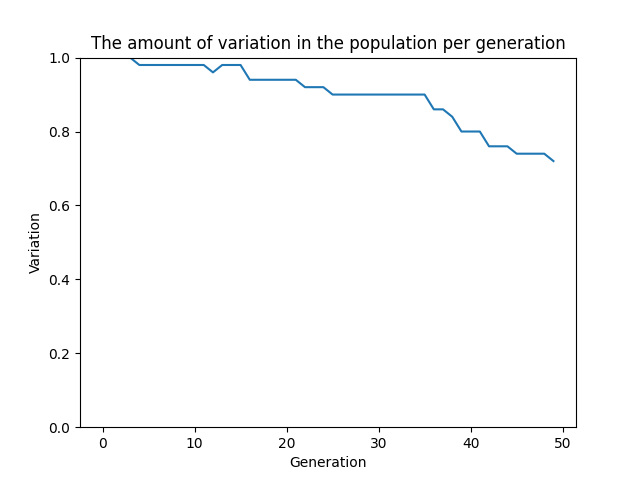 The amount of variation in the population per generation
1.0
0.8
0.6
0.4
0.2
0.0
Variation
0 10 20 30 40 50
Generation